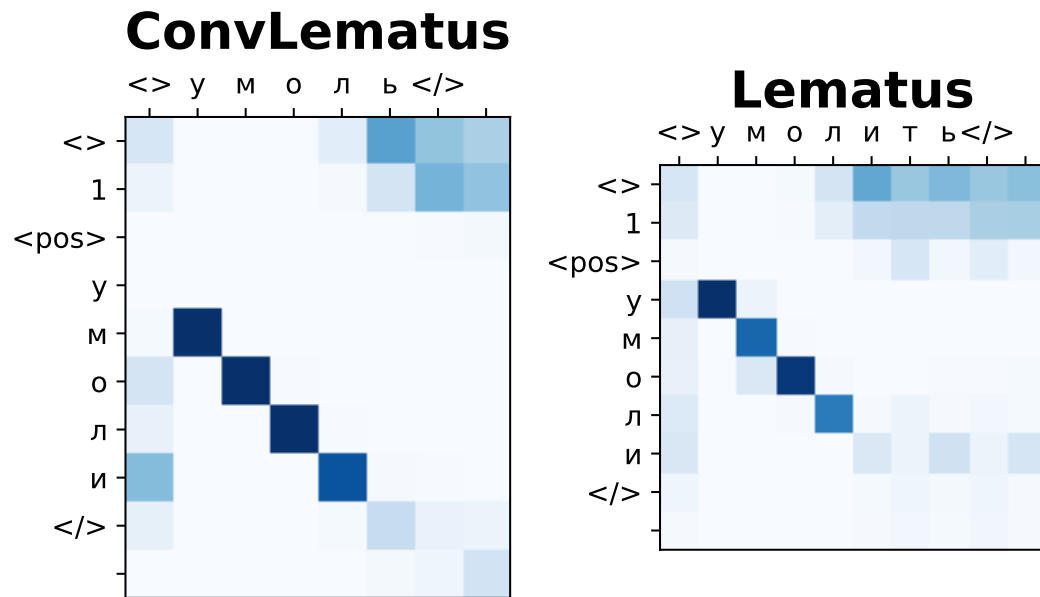 ConvLematus
<> у м о л ь </>
<>
1
<pos>
у
м
о
л
и
</>
Lematus
<> у м о л и т ь </>
<>
1
<pos>
у
м
о
л
и
</>